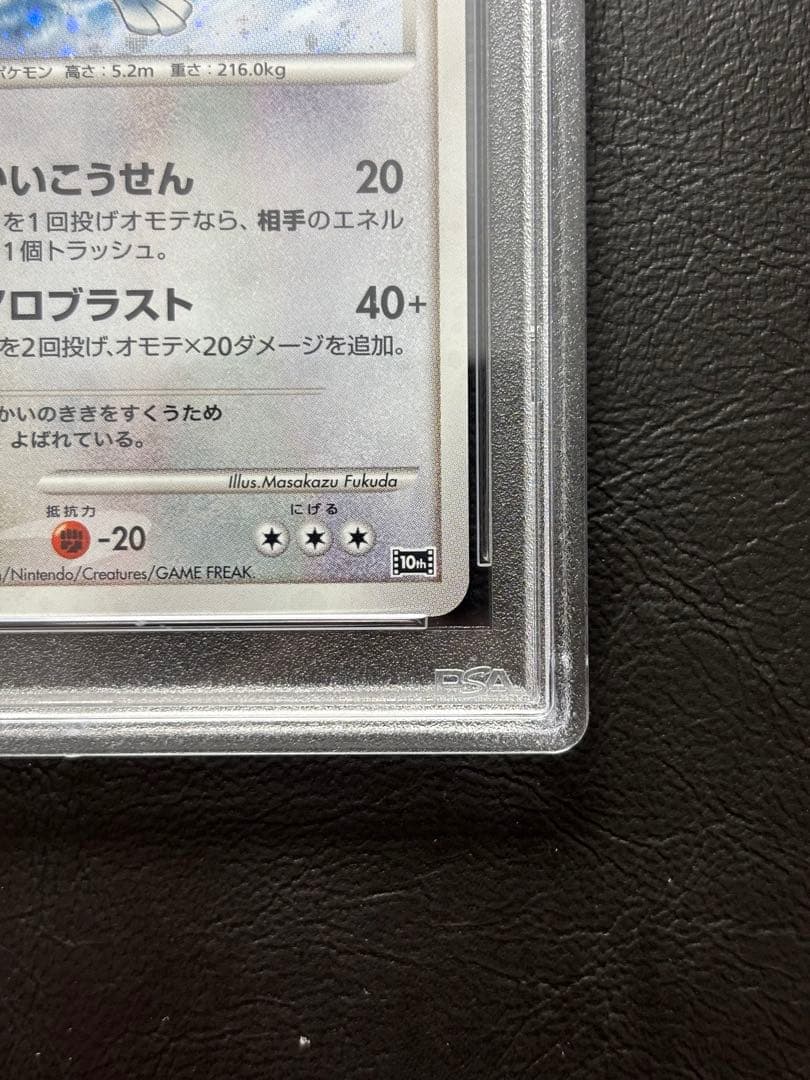 ポケモン 高さ：5.2m 重さ：216.0kg
かいこうせん 20
を1回投げオモテなら、相手のエネル
1個トラッシュ。
アロブラスト 40+
を2回投げ、オモテ×20ダメージを追加。
かいのききをすくうため
よばれている。
Illus.Masakazu Fukuda
抵抗力 にげる
-20
/Nintendo/Creatures/GAME FREAK.
10th
PSA